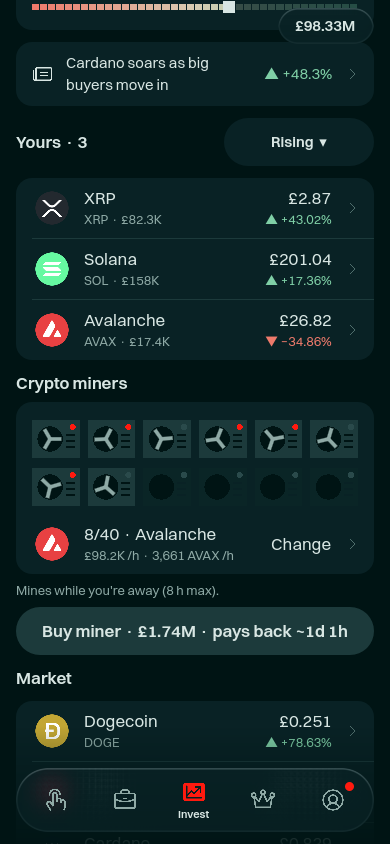 £98.33M
Cardano soars as big
buyers move in
▲ +48.3%
Yours · 3
Rising ▾
XRP
£2.87
XRP · £82.3K
▲ +43.02%
Solana
£201.04
SOL · £158K
▲ +17.36%
Avalanche
£26.82
AVAX · £17.4K
▼ −34.86%
Crypto miners
8/40 · Avalanche
£98.2K /h · 3,661 AVAX /h
Change
Mines while you're away (8 h max).
Buy miner · £1.74M · pays back ~1d 1h
Market
Dogecoin
£0.251
DOGE
▲ +78.63%
Invest
Cardano
£0.829